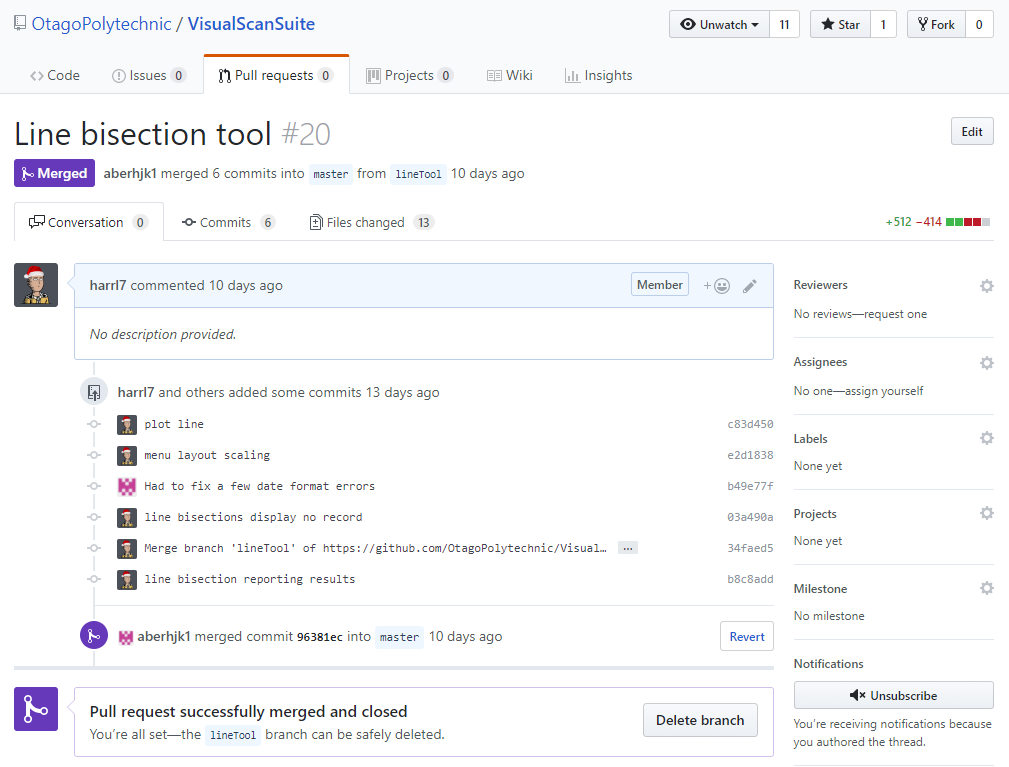 OtagoPolytechnic / VisualScanSuite
Unwatch 11 Star 1 Fork 0
Code Issues 0 Pull requests 0 Projects 0 Wiki Insights
Line bisection tool #20
Edit
Merged aberhjk1 merged 6 commits into master from lineTool 10 days ago
Conversation 0 Commits 6 Files changed 13 +512 −414
harrl7 commented 10 days ago Member
No description provided.
harrl7 and others added some commits 13 days ago
plot line c83d450
menu layout scaling e2d1838
Had to fix a few date format errors b49e77f
line bisections display no record 03a490a
Merge branch 'lineTool' of https://github.com/OtagoPolytechnic/Visual… … 34faed5
line bisection reporting results b8c8add
aberhjk1 merged commit 96381ec into master 10 days ago Revert
Pull request successfully merged and closed
You're all set—the lineTool branch can be safely deleted.
Delete branch
Reviewers
No reviews—request one
Assignees
No one—assign yourself
Labels
None yet
Projects
None yet
Milestone
No milestone
Notifications
Unsubscribe
You're receiving notifications because
you authored the thread.